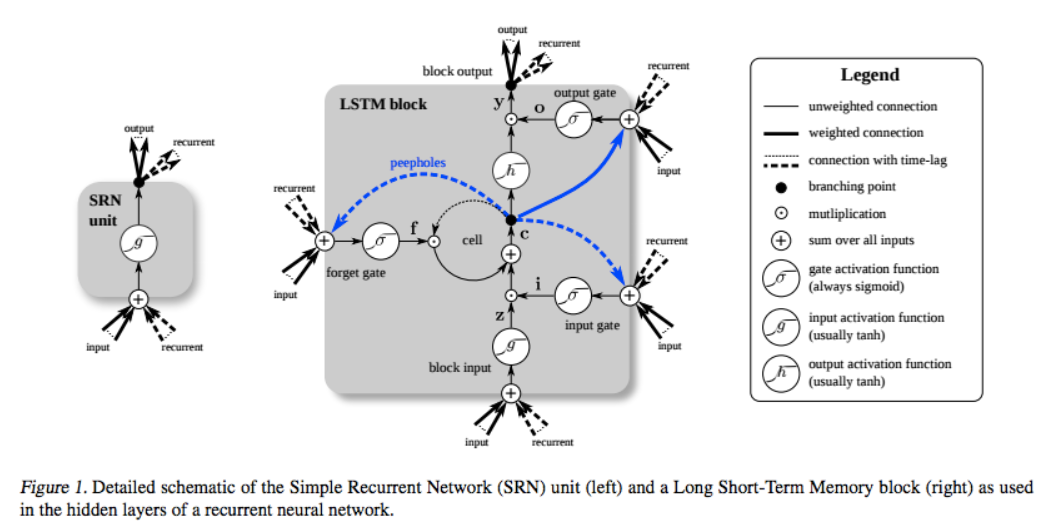 output
recurrent
SRN
unit
g
input
recurrent
output
recurrent
block output
LSTM block
y
o
output gate
σ
recurrent
input
h
peepholes
recurrent
f
σ
cell
c
forget gate
input
recurrent
i
σ
input gate
input
z
g
block input
input
recurrent
Legend
unweighted connection
weighted connection
connection with time-lag
branching point
mutliplication
sum over all inputs
σ
gate activation function
(always sigmoid)
g
input activation function
(usually tanh)
h
output activation function
(usually tanh)
Figure 1. Detailed schematic of the Simple Recurrent Network (SRN) unit (left) and a Long Short-Term Memory block (right) as used
in the hidden layers of a recurrent neural network.